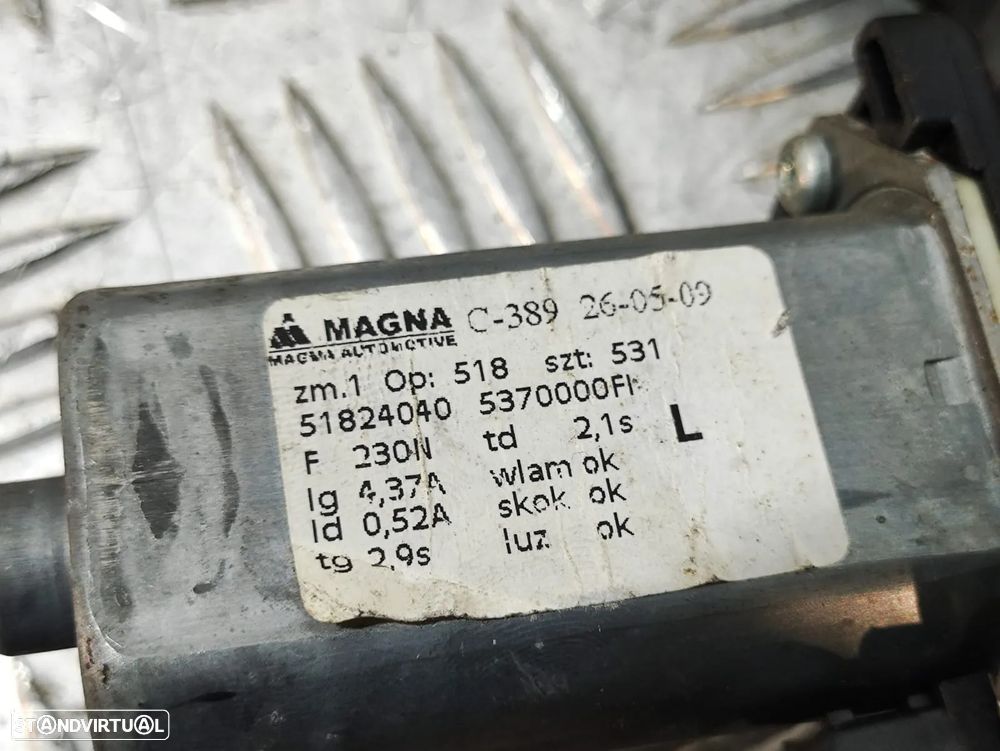 MAGNA C-389 26-05-09
MAGNA AUTOMOTIVE
zm.1 Op: 518 szt: 531
51824040 5370000FI
F 230N td 2,1s L
Ig 4,37A wlam ok
Id 0,52A skok ok
tg 2,9s luz ok
STANDVIRTUAL